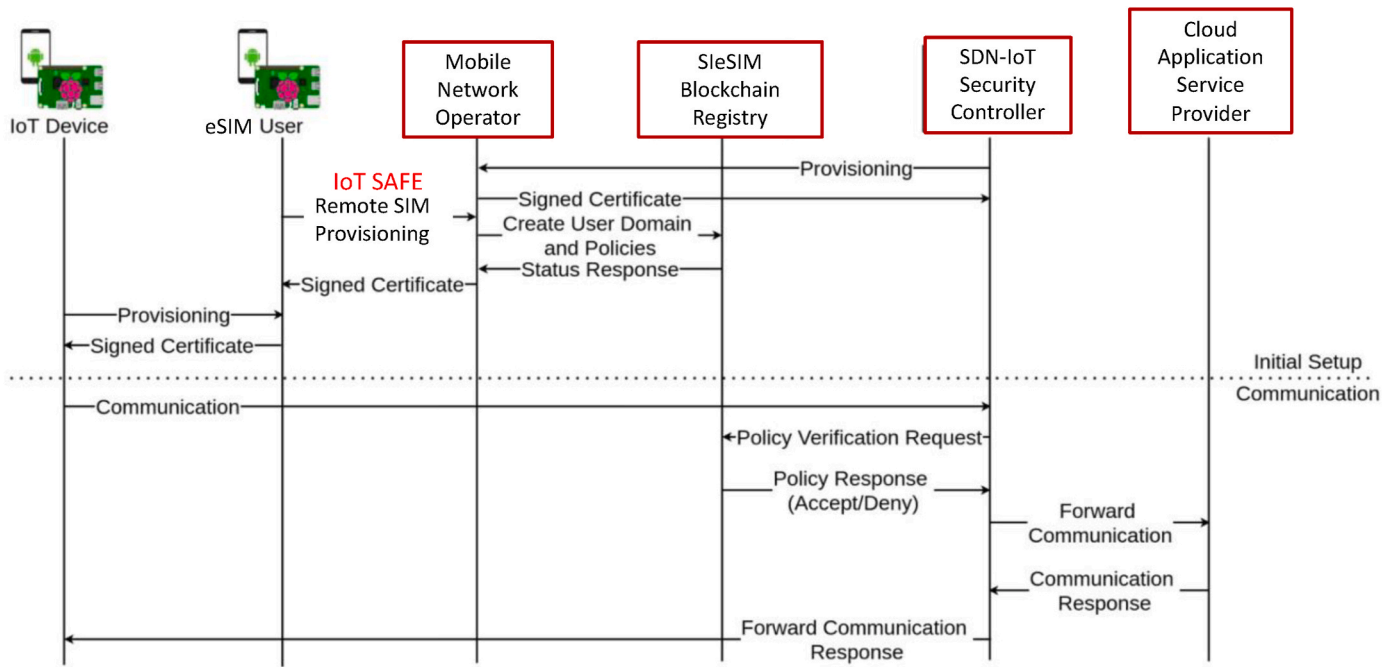 IoT Device
eSIM User
Mobile
Network
Operator
SIeSIM
Blockchain
Registry
SDN-IoT
Security
Controller
Cloud
Application
Service
Provider
Provisioning
IoT SAFE
Remote SIM
Provisioning
Signed Certificate
Create User Domain
and Policies
Status Response
Signed Certificate
Provisioning
Signed Certificate
Initial Setup
Communication
Communication
Policy Verification Request
Policy Response
(Accept/Deny)
Forward
Communication
Communication
Response
Forward Communication
Response